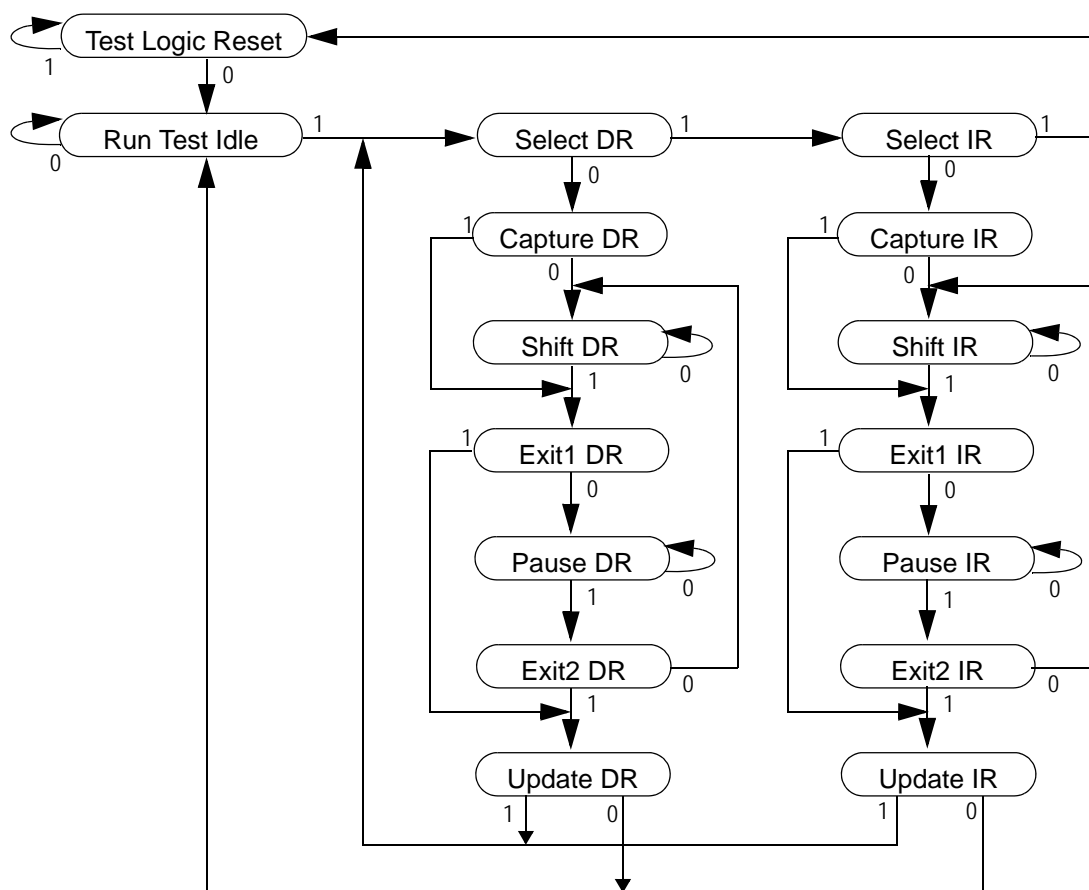 Test Logic Reset
1
0
Run Test Idle
1
Select DR
1
Select IR
1
0
0
0
1
Capture DR
1
Capture IR
0
0
Shift DR
Shift IR
0
0
1
1
1
Exit1 DR
1
Exit1 IR
0
0
Pause DR
Pause IR
0
0
1
1
Exit2 DR
Exit2 IR
0
0
1
1
Update DR
Update IR
1
0
1
0